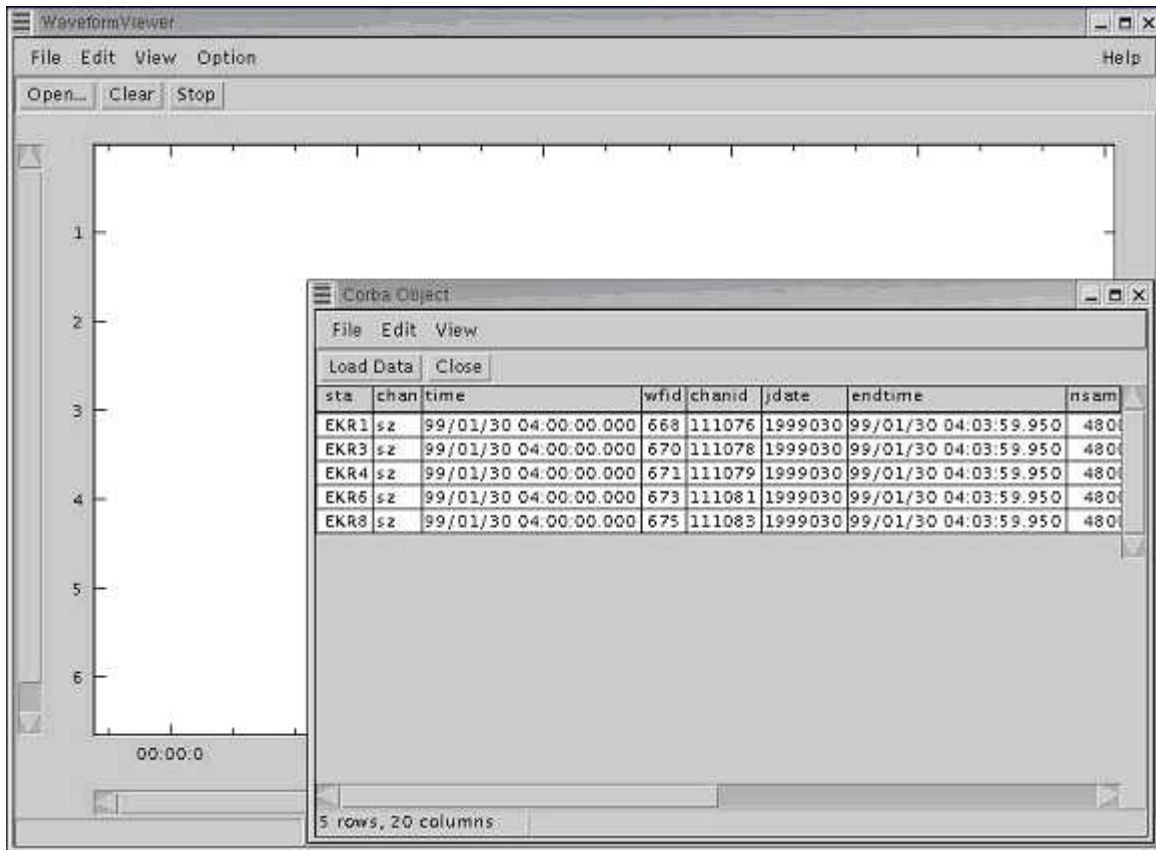 WaveformViewer
File Edit View Option Help
Open... Clear Stop
1
2
3
4
5
6
00:00:0
Corba Object
File Edit View
Load Data Close
sta chan time wfid chanid jdate endtime nsam
EKR1 sz 99/01/30 04:00:00.000 668 111076 1999030 99/01/30 04:03:59.950 480
EKR3 sz 99/01/30 04:00:00.000 670 111078 1999030 99/01/30 04:03:59.950 480
EKR4 sz 99/01/30 04:00:00.000 671 111079 1999030 99/01/30 04:03:59.950 480
EKR6 sz 99/01/30 04:00:00.000 673 111081 1999030 99/01/30 04:03:59.950 480
EKR8 sz 99/01/30 04:00:00.000 675 111083 1999030 99/01/30 04:03:59.950 480
5 rows, 20 columns